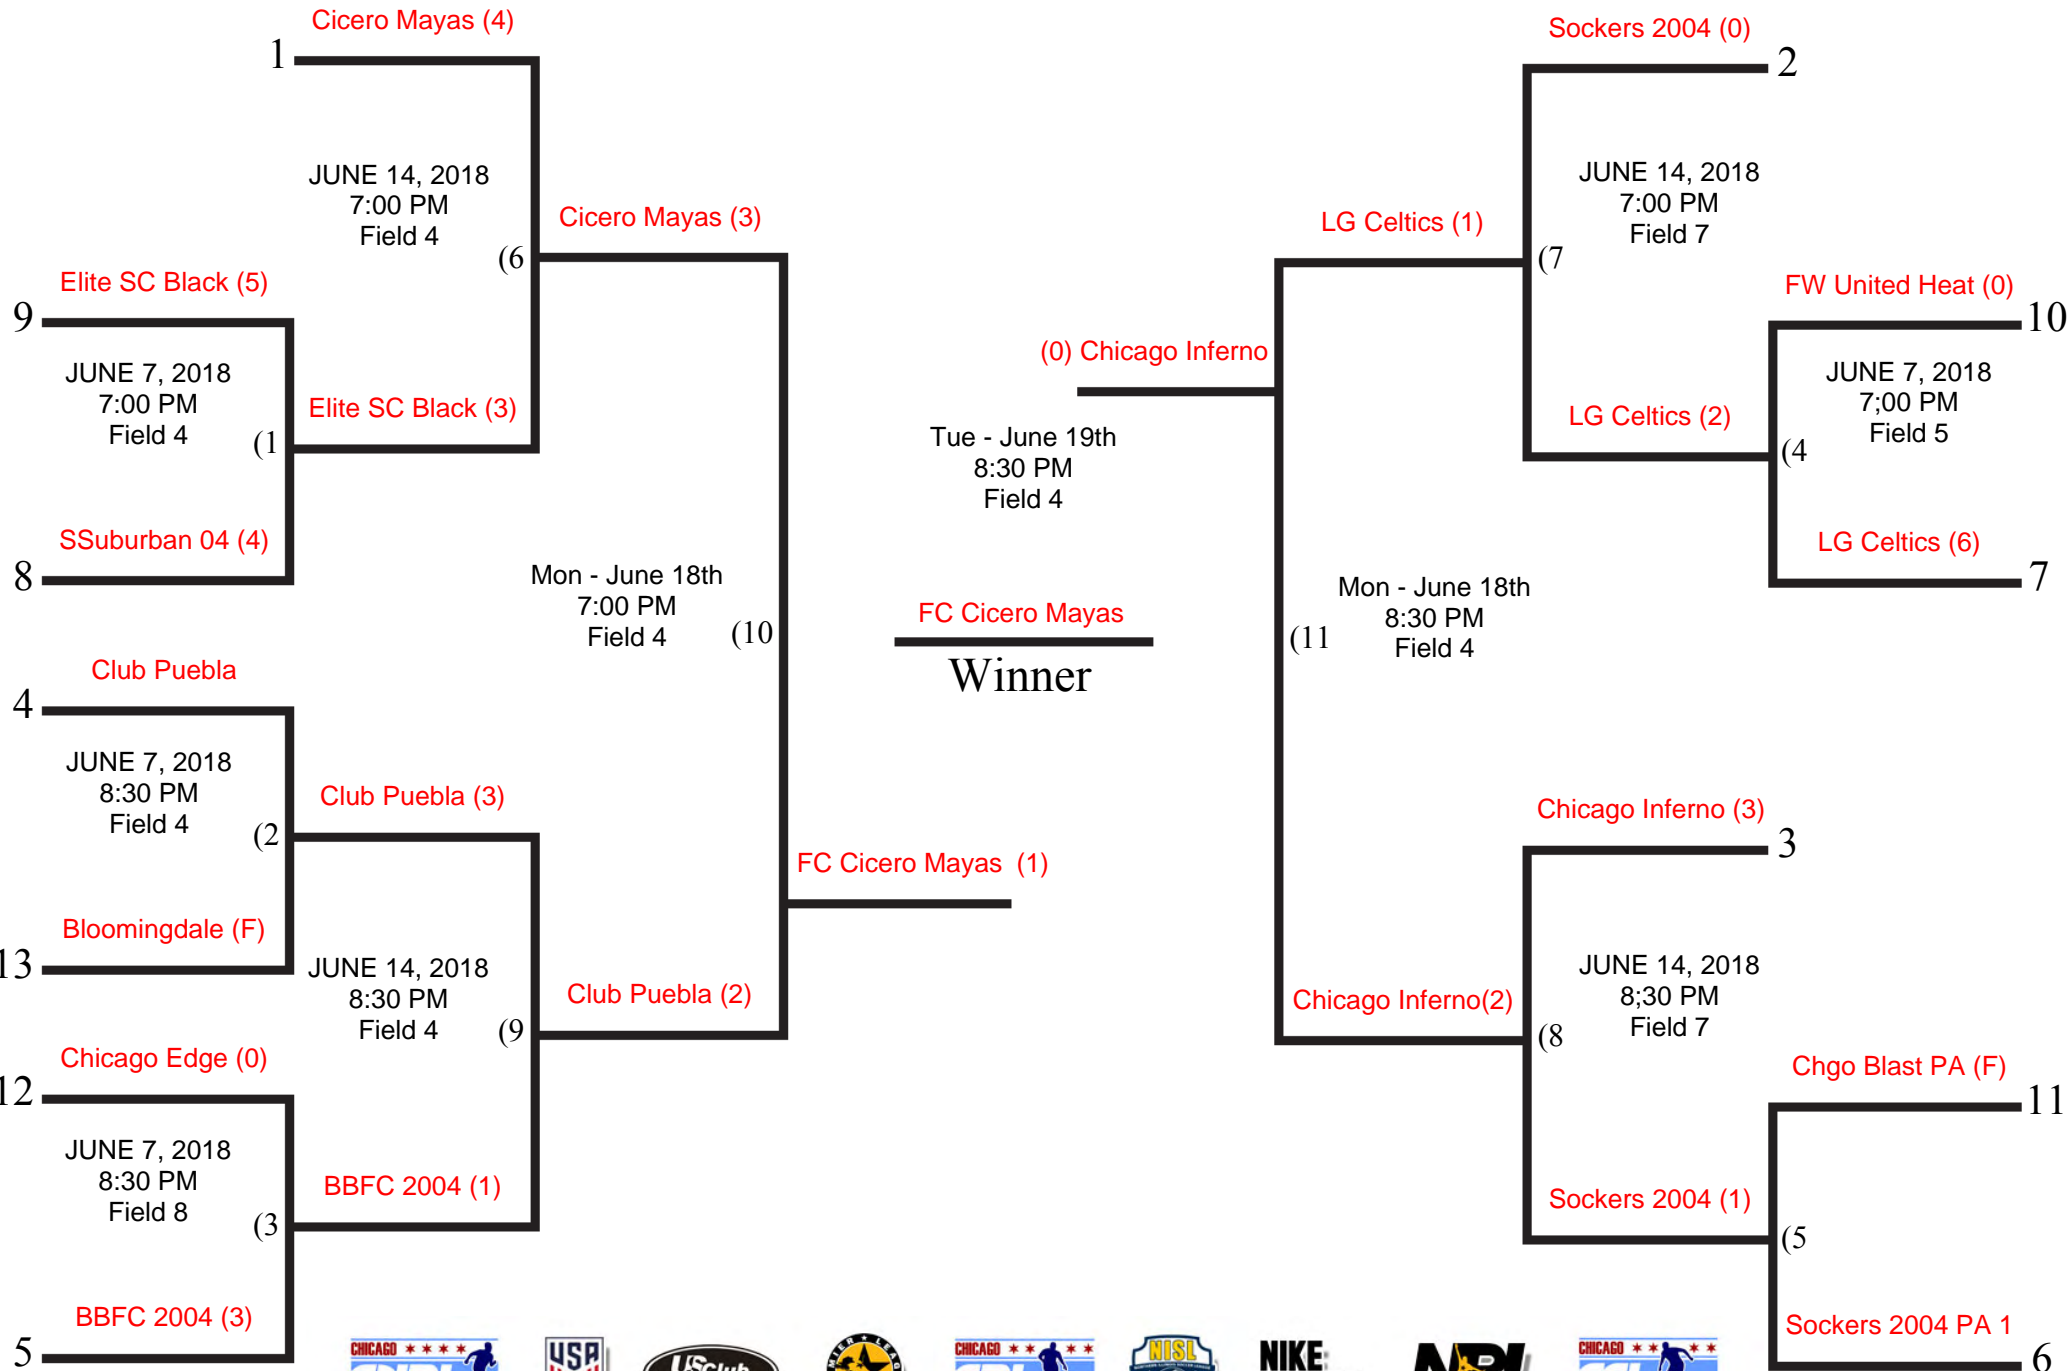 Cicero Mayas (4)
1
JUNE 14, 2018
7:00 PM
Field 4
(6
Cicero Mayas (3)
Elite SC Black (5)
9
JUNE 7, 2018
7:00 PM
Field 4
(1
Elite SC Black (3)
SSuburban 04 (4)
8
Mon - June 18th
7:00 PM
Field 4
(10
Club Puebla
4
JUNE 7, 2018
8:30 PM
Field 4
(2
Club Puebla (3)
Bloomingdale (F)
13
JUNE 14, 2018
8:30 PM
Field 4
(9
Club Puebla (2)
Chicago Edge (0)
12
JUNE 7, 2018
8:30 PM
Field 8
(3
BBFC 2004 (1)
BBFC 2004 (3)
5
FC Cicero Mayas (1)
(0) Chicago Inferno
Tue - June 19th
8:30 PM
Field 4
FC Cicero Mayas
Winner
Sockers 2004 (0)
2
JUNE 14, 2018
7:00 PM
Field 7
LG Celtics (1)
(7
FW United Heat (0)
10
JUNE 7, 2018
7;00 PM
Field 5
LG Celtics (2)
(4
LG Celtics (6)
7
Mon - June 18th
8:30 PM
Field 4
(11
Chicago Inferno (3)
3
JUNE 14, 2018
8;30 PM
Field 7
Chicago Inferno(2)
(8
Chgo Blast PA (F)
11
Sockers 2004 (1)
(5
Sockers 2004 PA 1
6
CHICAGO
USA
US Club
CHICAGO
NISL
NIKE
NPL
CHICAGO